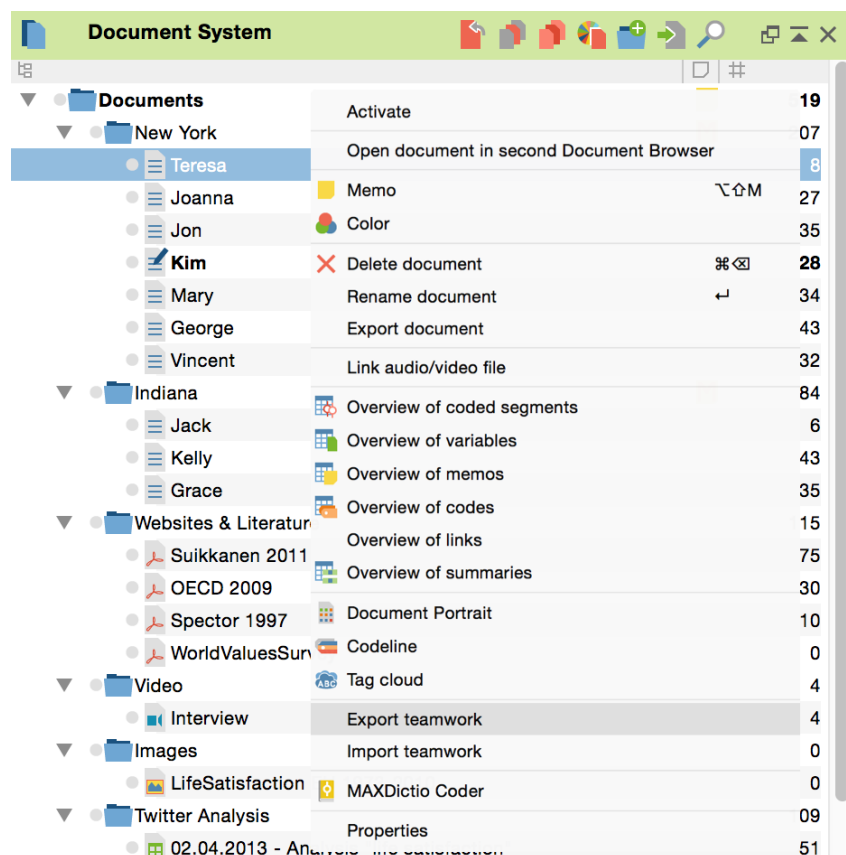 Document System
Documents 19
New York 07
Teresa 8
Joanna 27
Jon 35
Kim 28
Mary 34
George 43
Vincent 32
Indiana 84
Jack 6
Kelly 43
Grace 35
Websites & Literatur 15
Suikkanen 2011 75
OECD 2009 30
Spector 1997 10
WorldValuesSurv 0
Video 4
Interview 4
Images 0
LifeSatisfaction 0
Twitter Analysis 09
02.04.2013 - An 51
Activate
Open document in second Document Browser
Memo ⌥⇧M
Color
Delete document ⌘⌫
Rename document ↵
Export document
Link audio/video file
Overview of coded segments
Overview of variables
Overview of memos
Overview of codes
Overview of links
Overview of summaries
Document Portrait
Codeline
ABC Tag cloud
Export teamwork
Import teamwork
MAXDictio Coder
Properties